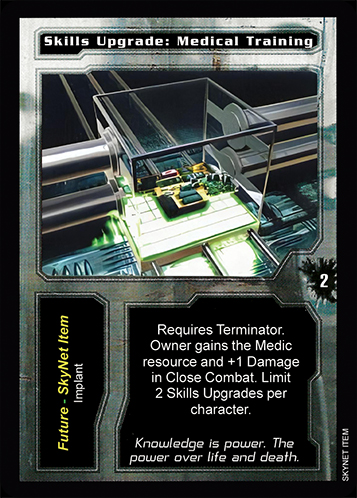 Skills Upgrade: Medical Training
2
Future - SkyNet Item
Implant
Requires Terminator.
Owner gains the Medic
resource and +1 Damage
in Close Combat. Limit
2 Skills Upgrades per
character.
Knowledge is power. The
power over life and death.
SKYNET ITEM